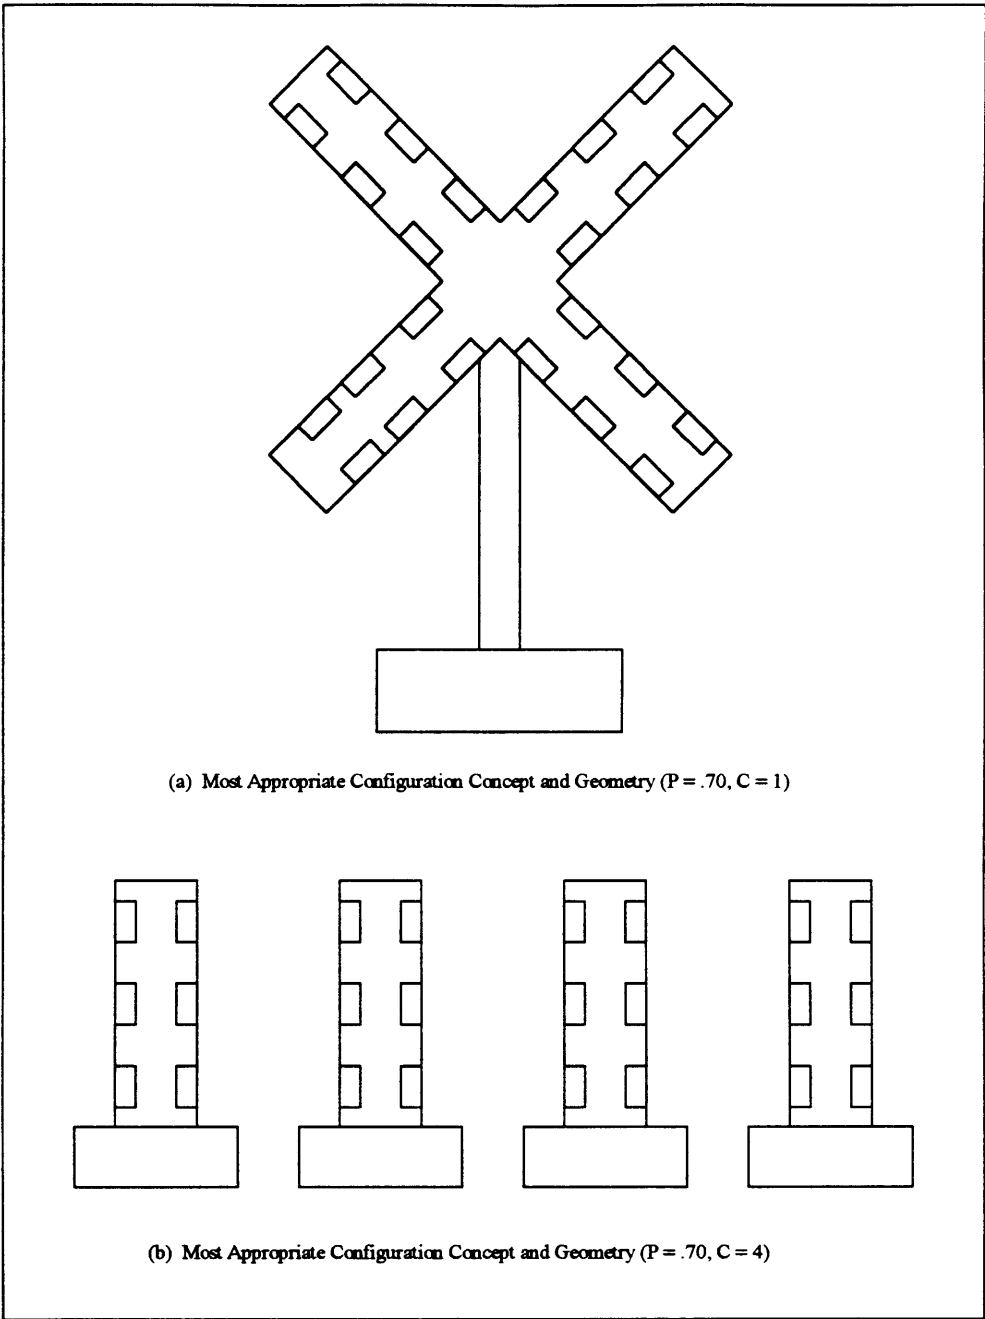 (a) Most Appropriate Configuration Concept and Geometry (P = .70, C = 1)
(b) Most Appropriate Configuration Concept and Geometry (P = .70, C = 4)